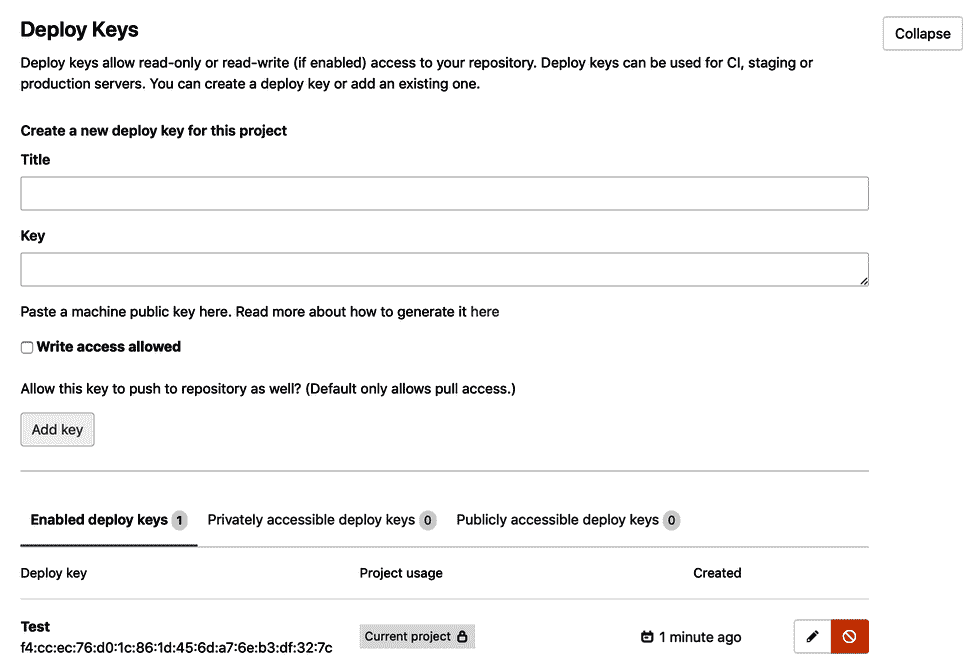 Deploy Keys
Collapse
Deploy keys allow read-only or read-write (if enabled) access to your repository. Deploy keys can be used for CI, staging or
production servers. You can create a deploy key or add an existing one.
Create a new deploy key for this project
Title
Key
Paste a machine public key here. Read more about how to generate it here
Write access allowed
Allow this key to push to repository as well? (Default only allows pull access.)
Add key
Enabled deploy keys 1 Privately accessible deploy keys 0 Publicly accessible deploy keys 0
Deploy key Project usage Created
Test
f4:cc:ec:76:d0:1c:86:1d:45:6d:a7:6e:b3:df:32:7c Current project 1 minute ago